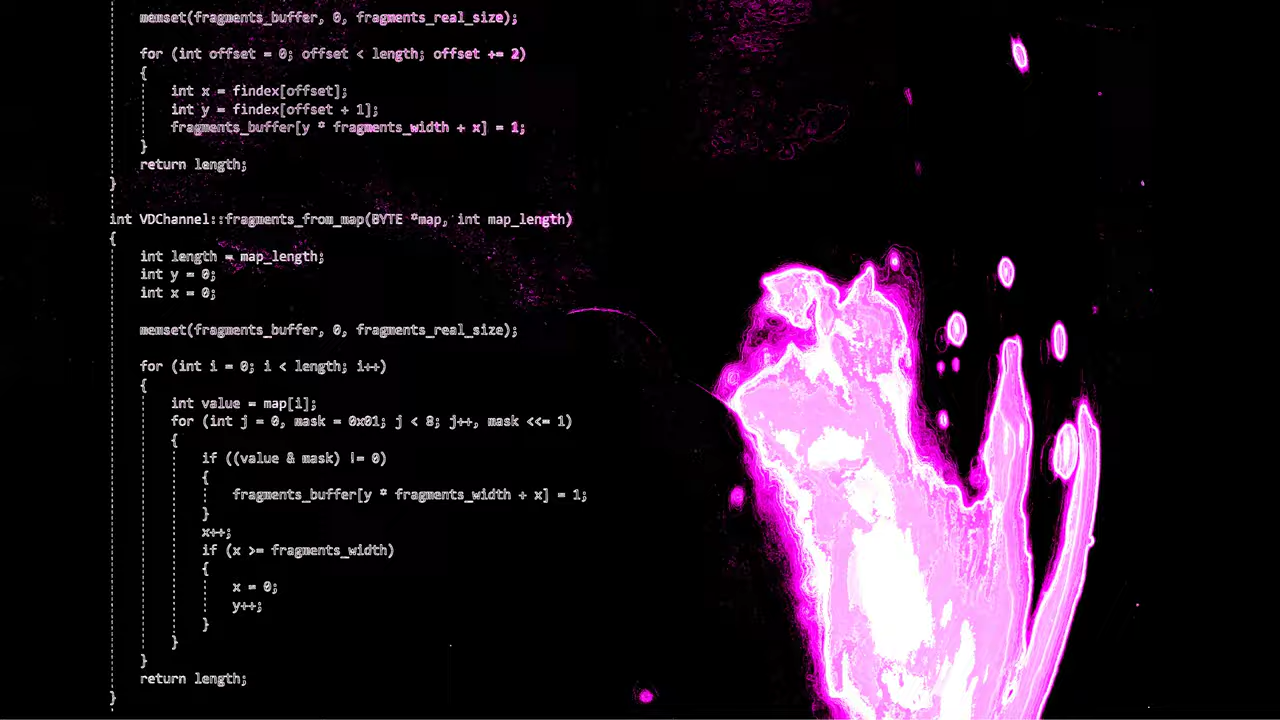 memset(fragments_buffer, 0, fragments_real_size);
for (int offset = 0; offset < length; offset += 2)
{
int x = findex[offset];
int y = findex[offset + 1];
fragments_buffer[y * fragments_width + x] = 1;
}
return length;
}
int VDChannel::fragments_from_map(BYTE *map, int map_length)
{
int length = map_length;
int y = 0;
int x = 0;
memset(fragments_buffer, 0, fragments_real_size);
for (int i = 0; i < length; i++)
{
int value = map[i];
for (int j = 0, mask = 0x01; j < 8; j++, mask <<= 1)
{
if ((value & mask) != 0)
{
fragments_buffer[y * fragments_width + x] = 1;
}
x++;
if (x >= fragments_width)
{
x = 0;
y++;
}
}
}
return length;
}